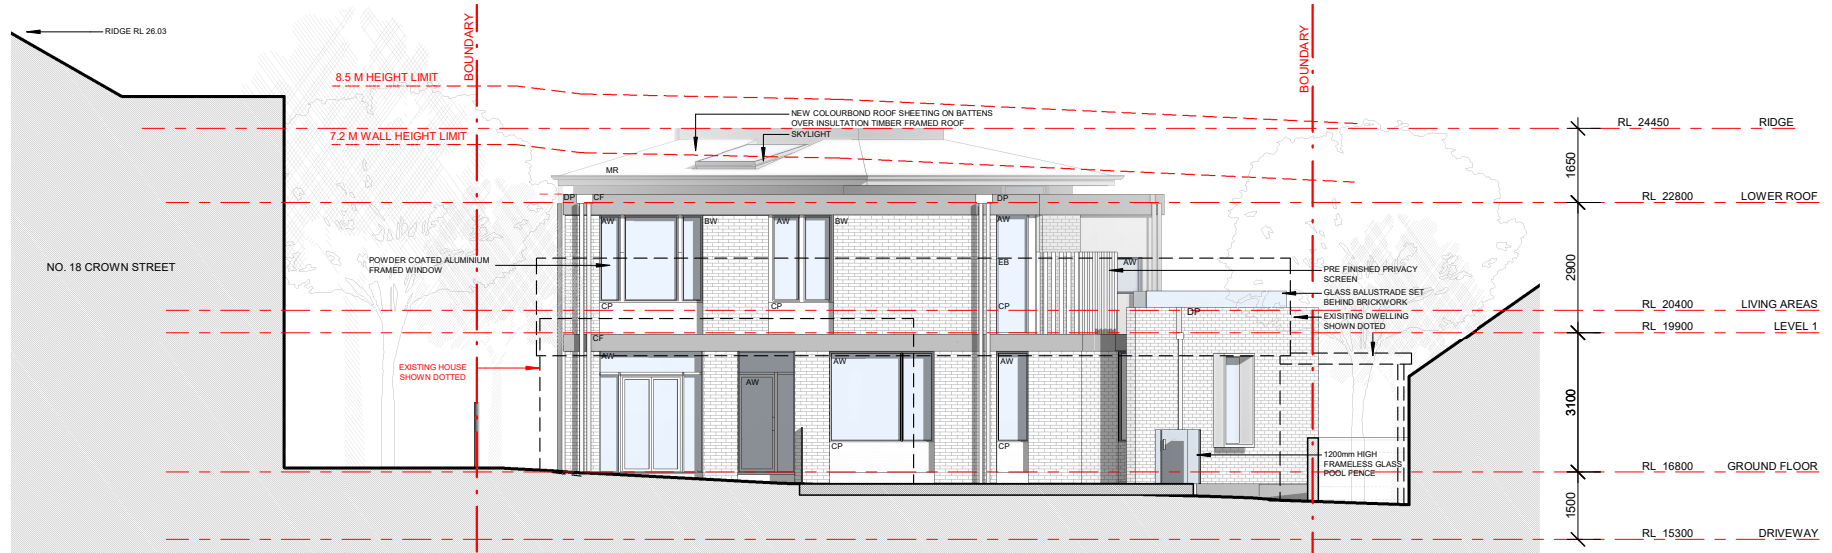 RIDGE RL 26.03
BOUNDARY
BOUNDARY
8.5 M HEIGHT LIMIT
7.2 M WALL HEIGHT LIMIT
NEW COLOURBOND ROOF SHEETING ON BATTENS
OVER INSULTATION TIMBER FRAMED ROOF
SKYLIGHT
MR
RL 24450 RIDGE
1650
DP CF DP
RL 22800 LOWER ROOF
AW BW AW BW AW
NO. 18 CROWN STREET
POWDER COATED ALUMINIUM
FRAMED WINDOW
EB AW
2900
PRE FINISHED PRIVACY
SCREEN
GLASS BALUSTRADE SET
BEHIND BRICKWORK
CP CP CP
DP
RL 20400 LIVING AREAS
EXISITING DWELLING
SHOWN DOTED
RL 19900 LEVEL 1
CF
EXISTING HOUSE
SHOWN DOTTED
AW AW AW
AW
3100
CP CP
1200mm HIGH
FRAMELESS GLASS
POOL FENCE
RL 16800 GROUND FLOOR
1500
RL 15300 DRIVEWAY